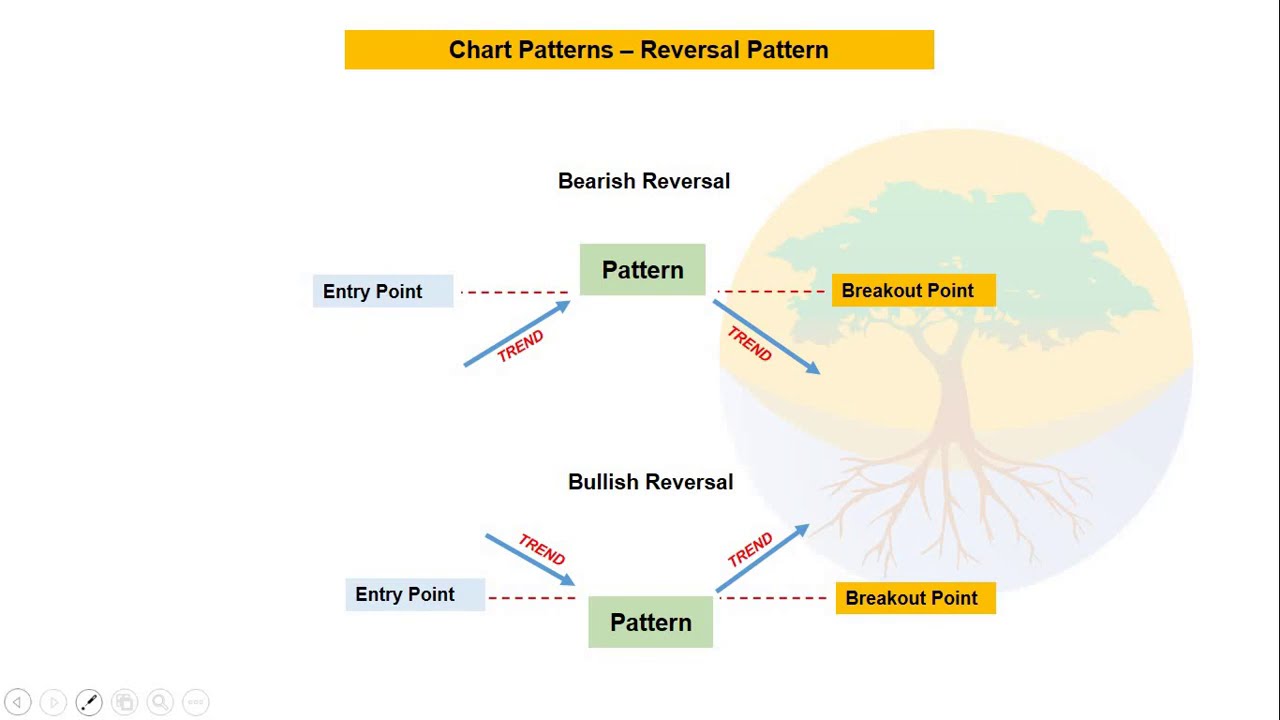 Chart Patterns – Reversal Pattern
Bearish Reversal
Pattern
Entry Point
Breakout Point
TREND
TREND
Bullish Reversal
TREND
TREND
Entry Point
Breakout Point
Pattern